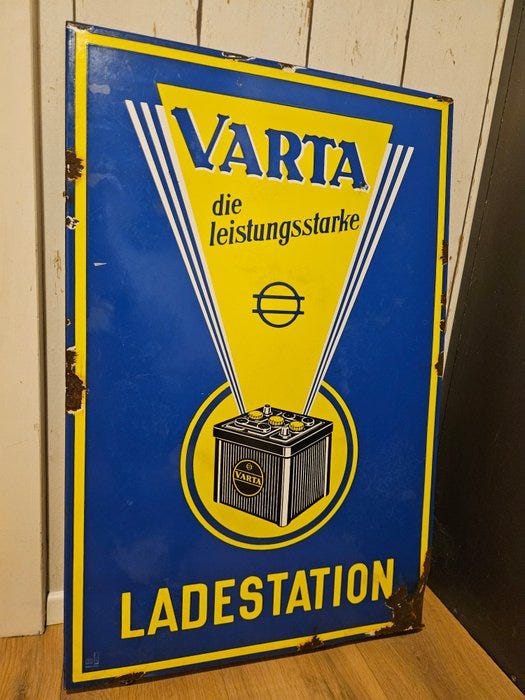 VARTA
die
leistungsstarke
VARTA
LADESTATION